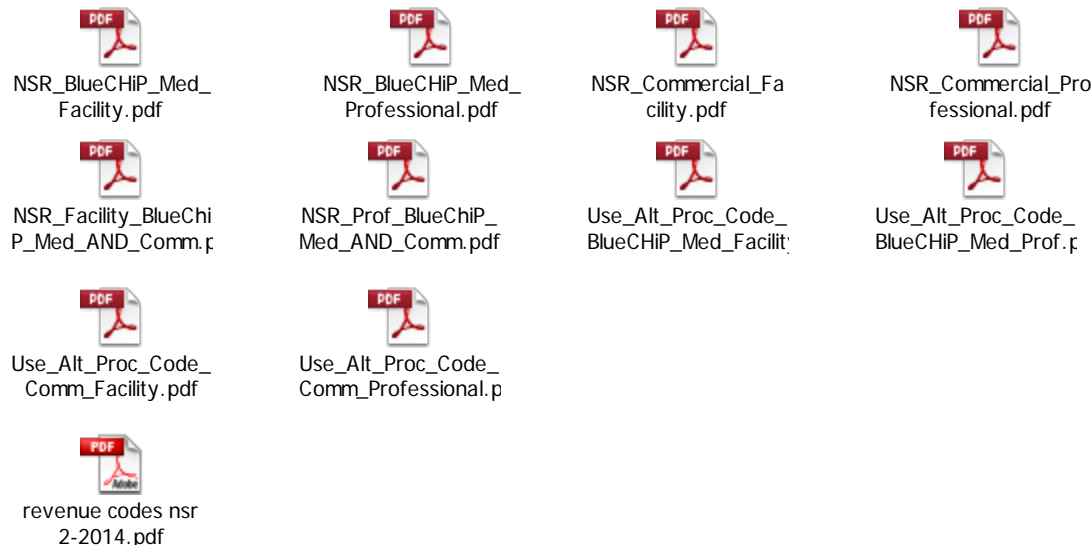 PDF
NSR_BlueCHiP_Med_
Facility.pdf
PDF
NSR_BlueCHiP_Med_
Professional.pdf
PDF
NSR_Commercial_Fa
cility.pdf
PDF
NSR_Commercial_Pro
fessional.pdf
PDF
NSR_Facility_BlueChi
P_Med_AND_Comm.p
PDF
NSR_Prof_BlueChiP_
Med_AND_Comm.pdf
PDF
Use_Alt_Proc_Code_
BlueCHiP_Med_Facility
PDF
Use_Alt_Proc_Code_
BlueCHiP_Med_Prof.p
PDF
Use_Alt_Proc_Code_
Comm_Facility.pdf
PDF
Use_Alt_Proc_Code_
Comm_Professional.p
PDF
Adobe
revenue codes nsr
2-2014.pdf